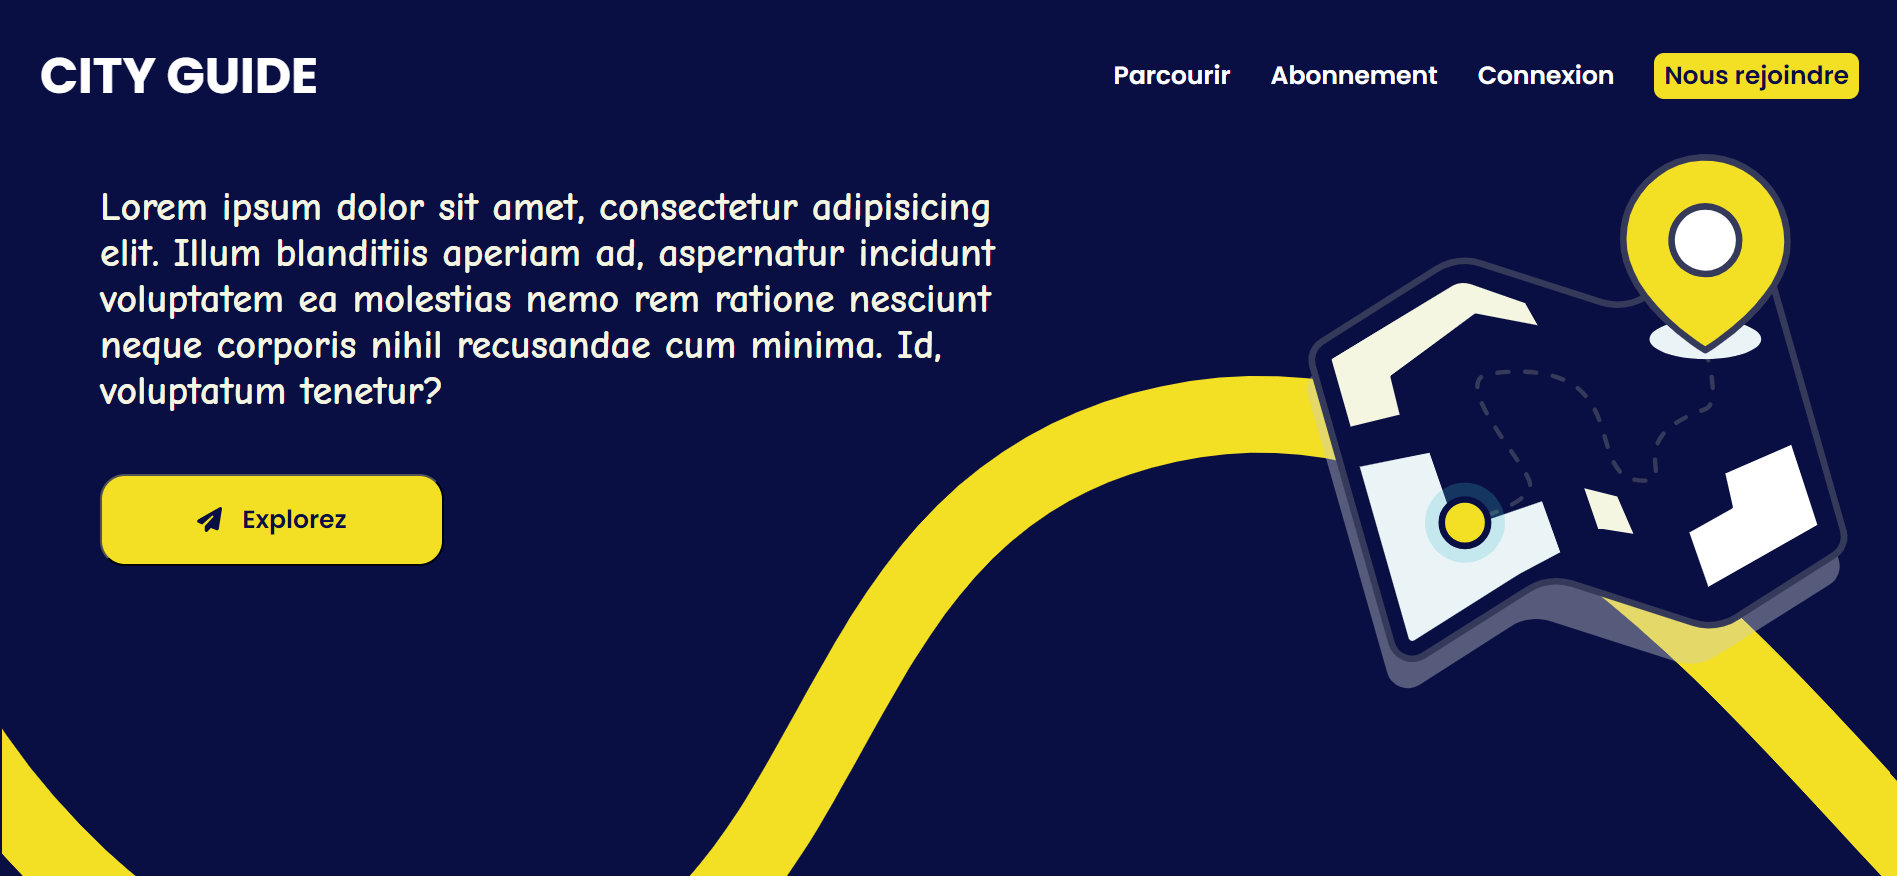 CITY GUIDE
Parcourir Abonnement Connexion Nous rejoindre
Lorem ipsum dolor sit amet, consectetur adipisicing
elit. Illum blanditiis aperiam ad, aspernatur incidunt
voluptatem ea molestias nemo rem ratione nesciunt
neque corporis nihil recusandae cum minima. Id,
voluptatum tenetur?
Explorez